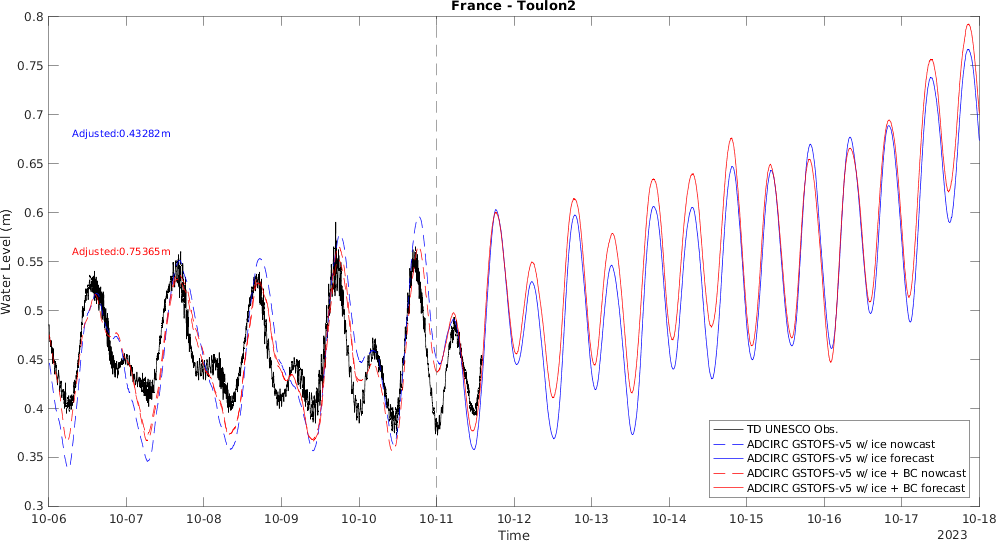 France - Toulon2
0.8
0.75
0.7
0.65
0.6
0.55
0.5
0.45
0.4
0.35
0.3
Water Level (m)
Adjusted:0.43282m
Adjusted:0.75365m
TD UNESCO Obs.
ADCIRC GSTOFS-v5 w/ ice nowcast
ADCIRC GSTOFS-v5 w/ ice forecast
ADCIRC GSTOFS-v5 w/ ice + BC nowcast
ADCIRC GSTOFS-v5 w/ ice + BC forecast
10-06 10-07 10-08 10-09 10-10 10-11 10-12 10-13 10-14 10-15 10-16 10-17 10-18
Time
2023